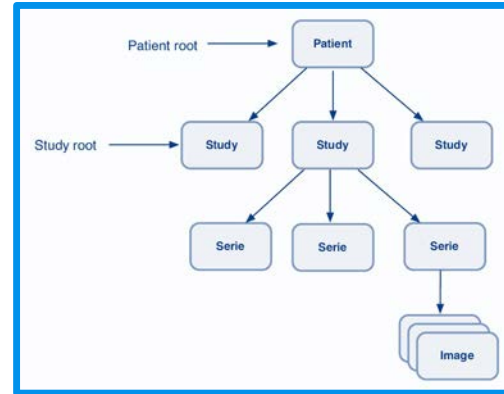 Patient root
Patient
Study root
Study
Study
Study
Serie
Serie
Serie
Image